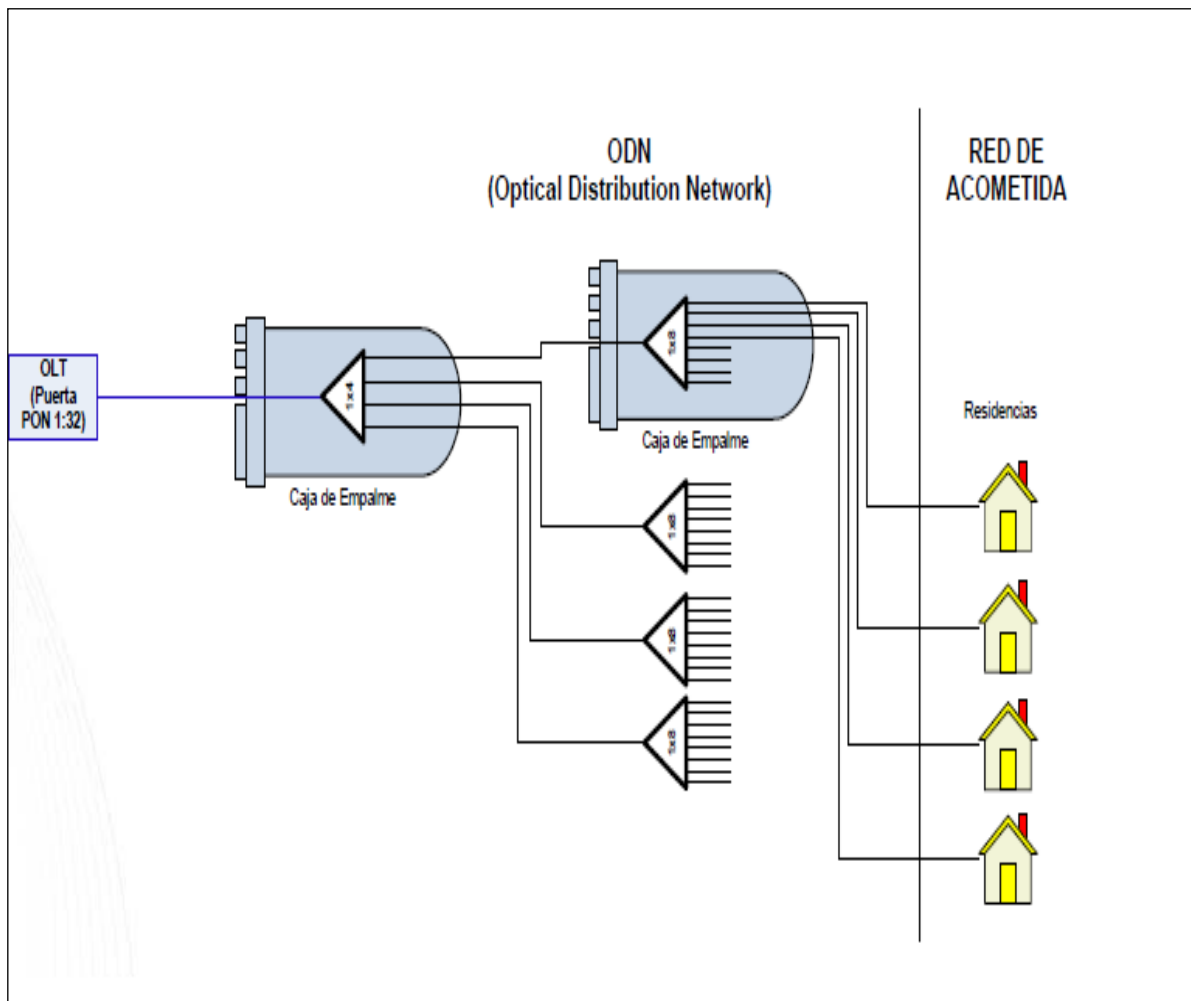 ODN
(Optical Distribution Network)
RED DE
ACOMETIDA
OLT
(Puerta
PON 1:32)
1x4
Caja de Empalme
1x8
Caja de Empalme
1x8
1x8
1x8
Residencias